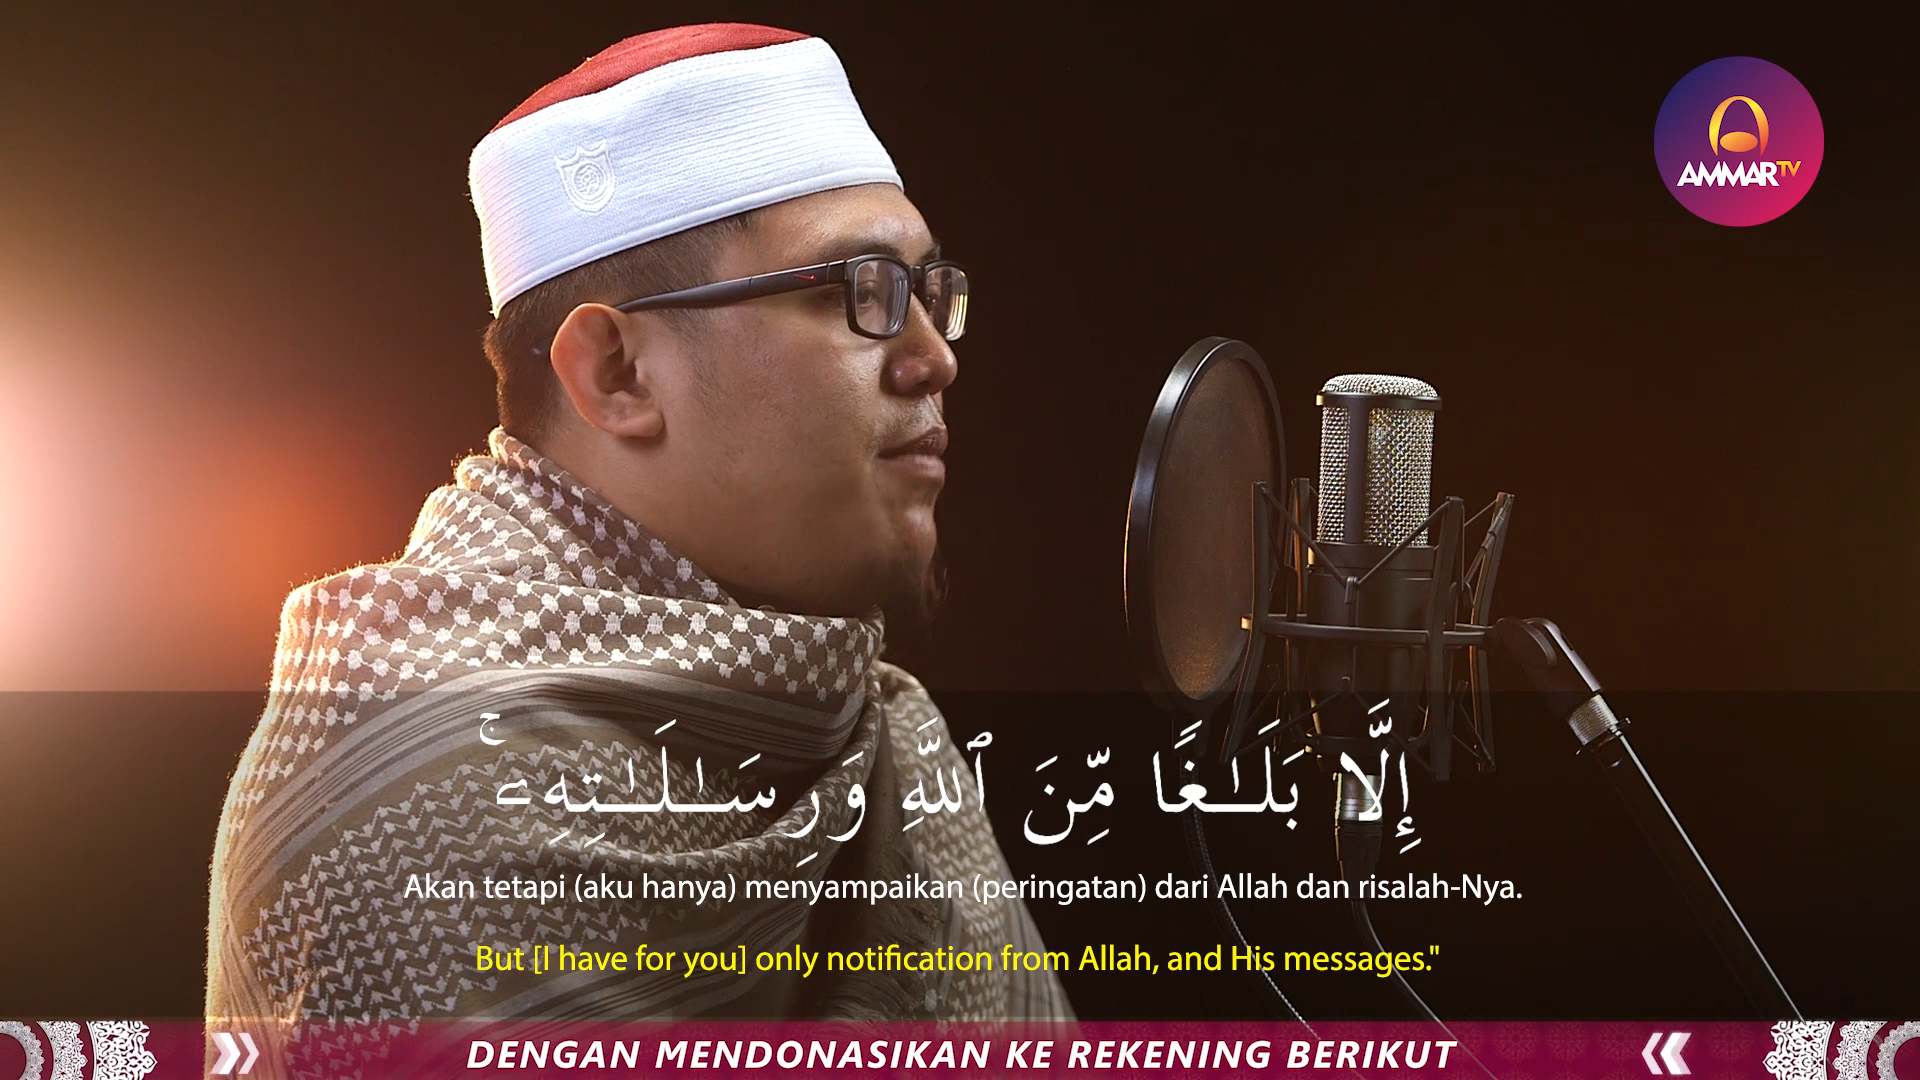 AMMARTV
إِلَّا بَلَـٰغًا مِّنَ ٱللَّهِ وَرِسَـٰلَـٰتِهِۦ ۚ
Akan tetapi (aku hanya) menyampaikan (peringatan) dari Allah dan risalah-Nya.
But [I have for you] only notification from Allah, and His messages."
DENGAN MENDONASIKAN KE REKENING BERIKUT